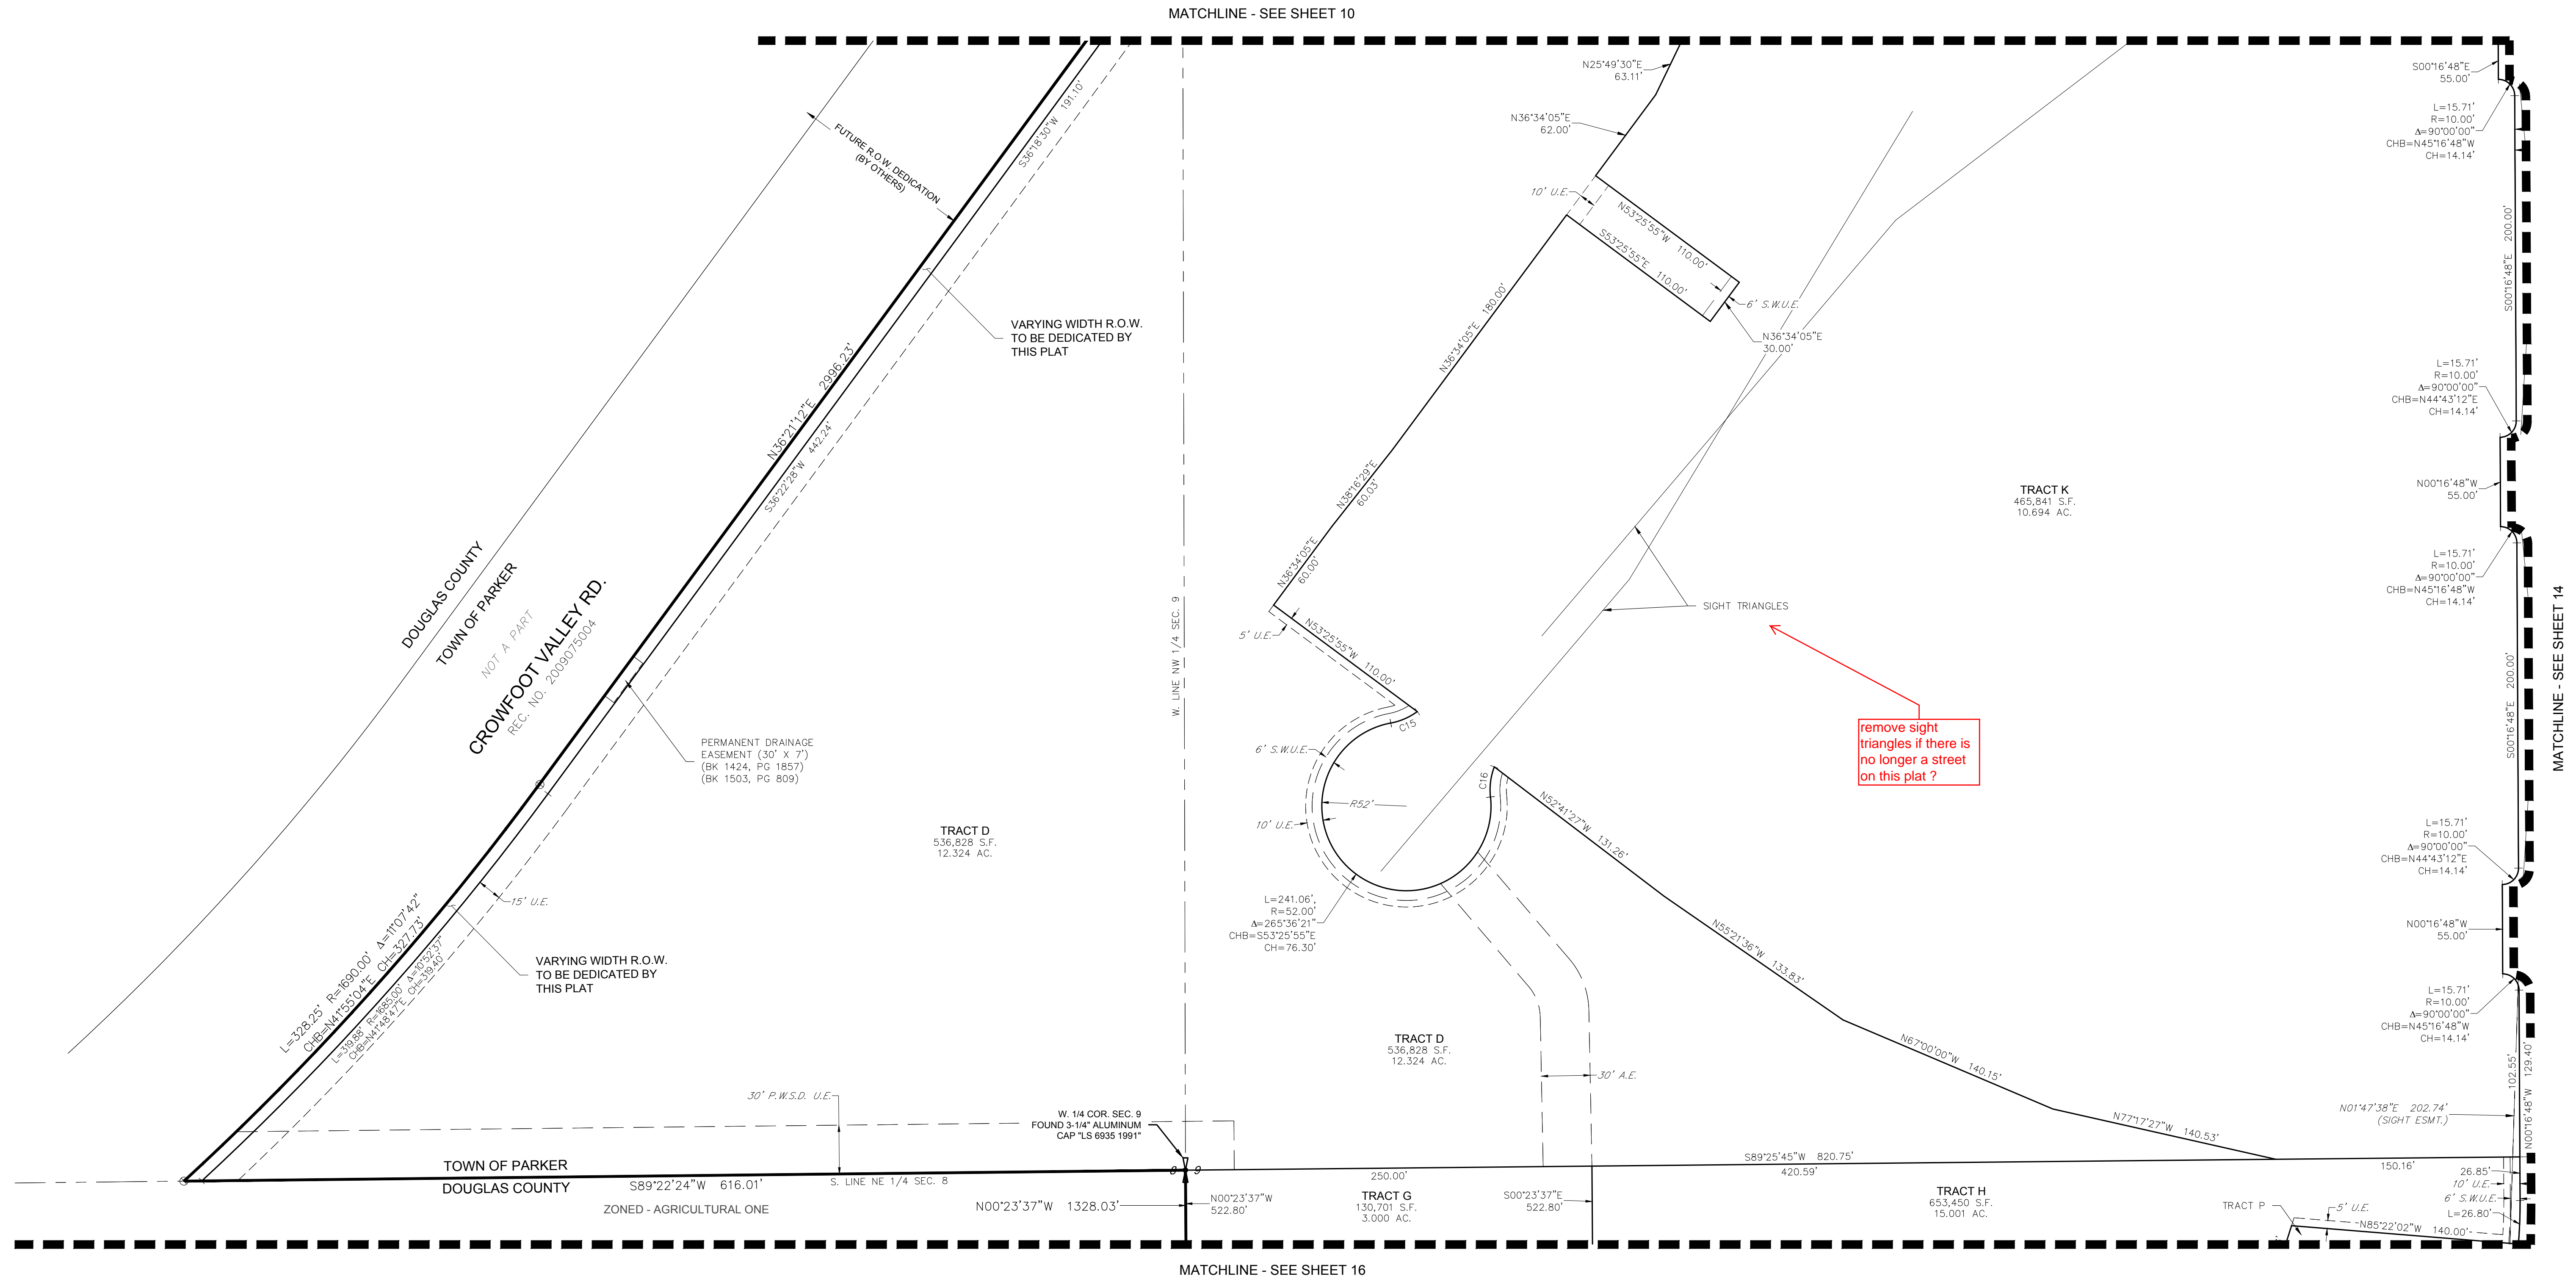 MATCHLINE - SEE SHEET 10
N25°49'30"E
63.11'
S00°16'48"E
55.00'
L=15.71'
R=10.00'
Δ=90°00'00"
CHB=N45°16'48"W
CH=14.14'
N36°34'05"E
62.00'
S36°18'30"W 191.10'
FUTURE R.O.W. DEDICATION
(BY OTHERS)
10' U.E.
N53°25'55"W 110.00'
S53°25'55"E 110.00'
6' S.W.U.E.
N36°34'05"E
30.00'
S00°16'48"E 200.00'
VARYING WIDTH R.O.W.
TO BE DEDICATED BY
THIS PLAT
N36°34'05"E 180.00'
N36°21'12"E 2996.23'
S36°22'28"W 442.24'
L=15.71'
R=10.00'
Δ=90°00'00"
CHB=N44°43'12"E
CH=14.14'
N38°16'29"E
60.03'
TRACT K
465,841 S.F.
10.694 AC.
N00°16'48"W
55.00'
DOUGLAS COUNTY
TOWN OF PARKER
NOT A PART
CROWFOOT VALLEY RD.
REC. NO. 2009075004
N36°34'05"E
60.00'
L=15.71'
R=10.00'
Δ=90°00'00"
CHB=N45°16'48"W
CH=14.14'
W. LINE NW 1/4 SEC. 9
SIGHT TRIANGLES
5' U.E.
N53°25'55"W 110.00'
MATCHLINE - SEE SHEET 14
S00°16'48"E 200.00'
C15
remove sight
triangles if there is
no longer a street
on this plat ?
PERMANENT DRAINAGE
EASEMENT (30' X 7')
(BK 1424, PG 1857)
(BK 1503, PG 809)
6' S.W.U.E.
C16
R52'
10' U.E.
N52°41'27"W 131.26'
TRACT D
536,828 S.F.
12.324 AC.
L=15.71'
R=10.00'
Δ=90°00'00"
CHB=N44°43'12"E
CH=14.14'
15' U.E.
L=241.06',
R=52.00'
Δ=265°36'21"
CHB=S53°25'55"E
CH=76.30'
N55°21'36"W 133.83'
N00°16'48"W
55.00'
VARYING WIDTH R.O.W.
TO BE DEDICATED BY
THIS PLAT
L=328.25' R=1690.00' Δ=11°07'42"
CHB=N41°55'04"E CH=327.73'
L=319.88' R=1685.00' Δ=10°52'37"
CHB=N41°48'47"E CH=319.40'
L=15.71'
R=10.00'
Δ=90°00'00"
CHB=N45°16'48"W
CH=14.14'
TRACT D
536,828 S.F.
12.324 AC.
N67°00'00"W 140.15'
30' A.E.
102.55'
N00°16'48"W 129.40'
30' P.W.S.D. U.E.
N01°47'38"E 202.74'
(SIGHT ESMT.)
W. 1/4 COR. SEC. 9
FOUND 3-1/4" ALUMINUM
CAP "LS 6935 1991"
N77°17'27"W 140.53'
TOWN OF PARKER
DOUGLAS COUNTY
8 9
S89°25'45"W 820.75'
S89°22'24"W 616.01'
S. LINE NE 1/4 SEC. 8
250.00'
420.59'
150.16'
26.85'
10' U.E.
6' S.W.U.E.
L=26.80'
ZONED - AGRICULTURAL ONE
N00°23'37"W 1328.03'
N00°23'37"W
522.80'
TRACT G
130,701 S.F.
3.000 AC.
S00°23'37"E
522.80'
TRACT H
653,450 S.F.
15.001 AC.
TRACT P
5' U.E.
N85°22'02"W 140.00'
MATCHLINE - SEE SHEET 16